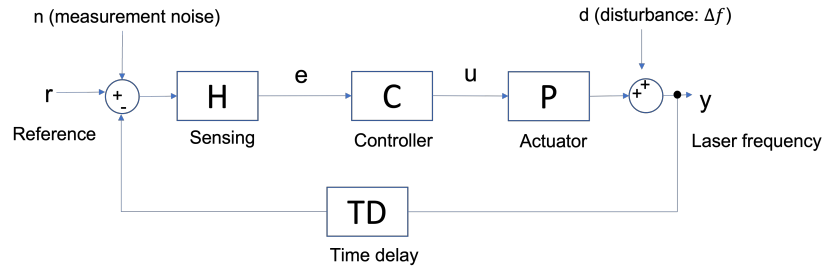 n (measurement noise)
d (disturbance: Δf)
r
+
-
H
e
C
u
P
+
+
y
Reference
Sensing
Controller
Actuator
Laser frequency
TD
Time delay